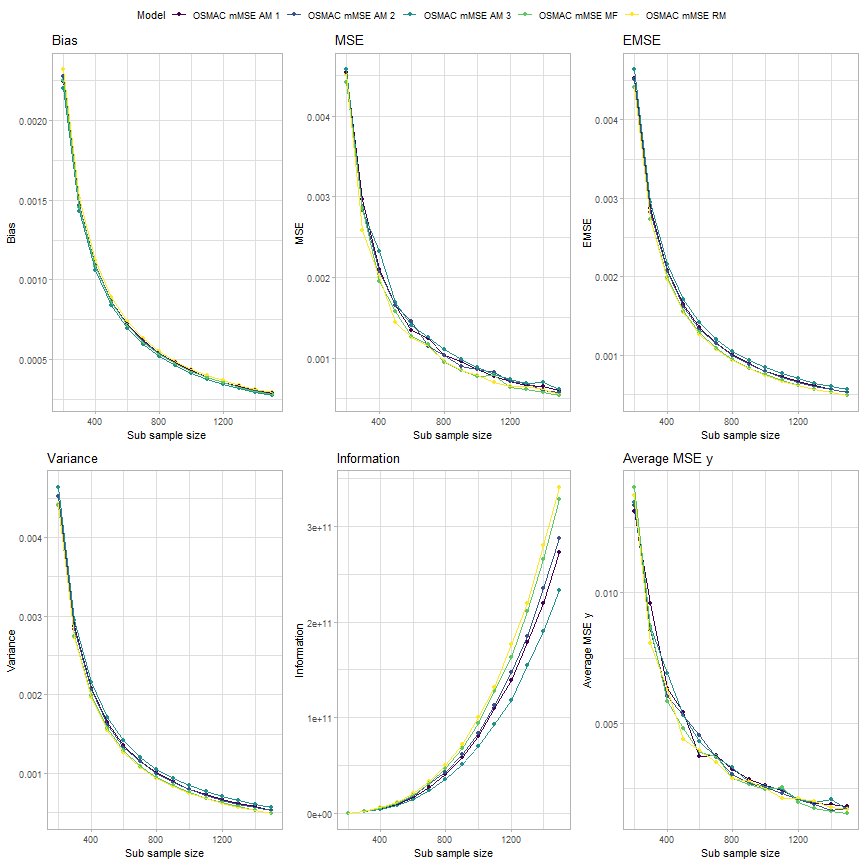 Model OSMAC mMSE AM 1 OSMAC mMSE AM 2 OSMAC mMSE AM 3 OSMAC mMSE MF OSMAC mMSE RM
Bias
Bias
0.0020
0.0015
0.0010
0.0005
400 800 1200
Sub sample size
MSE
MSE
0.004
0.003
0.002
0.001
400 800 1200
Sub sample size
EMSE
EMSE
0.004
0.003
0.002
0.001
400 800 1200
Sub sample size
Variance
Variance
0.004
0.003
0.002
0.001
400 800 1200
Sub sample size
Information
Information
3e+11
2e+11
1e+11
0e+00
400 800 1200
Sub sample size
Average MSE y
Average MSE y
0.010
0.005
400 800 1200
Sub sample size